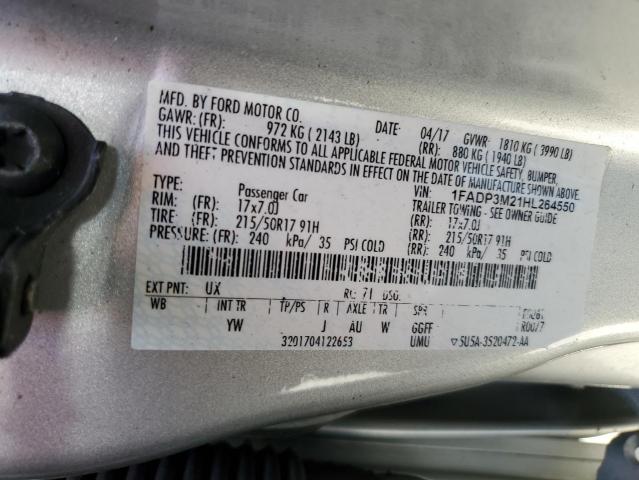 MFD. BY FORD MOTOR CO.
DATE: 04/17 GVWR: 1810 KG ( 3990 LB)
GAWR: (FR): 972 KG ( 2143 LB) (RR): 880 KG ( 1940 LB)
THIS VEHICLE CONFORMS TO ALL APPLICABLE FEDERAL MOTOR VEHICLE SAFETY, BUMPER,
AND THEFT PREVENTION STANDARDS IN EFFECT ON THE DATE OF MANUFACTURE SHOWN ABOVE.
VIN: 1FADP3M21HL264550
TYPE: Passenger Car TRAILER TOWING - SEE OWNER GUIDE
RIM: (FR): 17x7.0J (RR): 17x7.0J
TIRE: (FR): 215/50R17 91H (RR): 215/50R17 91H
PRESSURE: (FR): 240 kPa/ 35 PSI COLD (RR): 240 kPa/ 35 PSI COLD
EXT PNT: UX RC: 71 DSO:
WB INT TR TP/PS R AXLE TR SPR
YW J AU W GGFF R0077
3201704122653 UMU ▽5U5A-3520472-AA